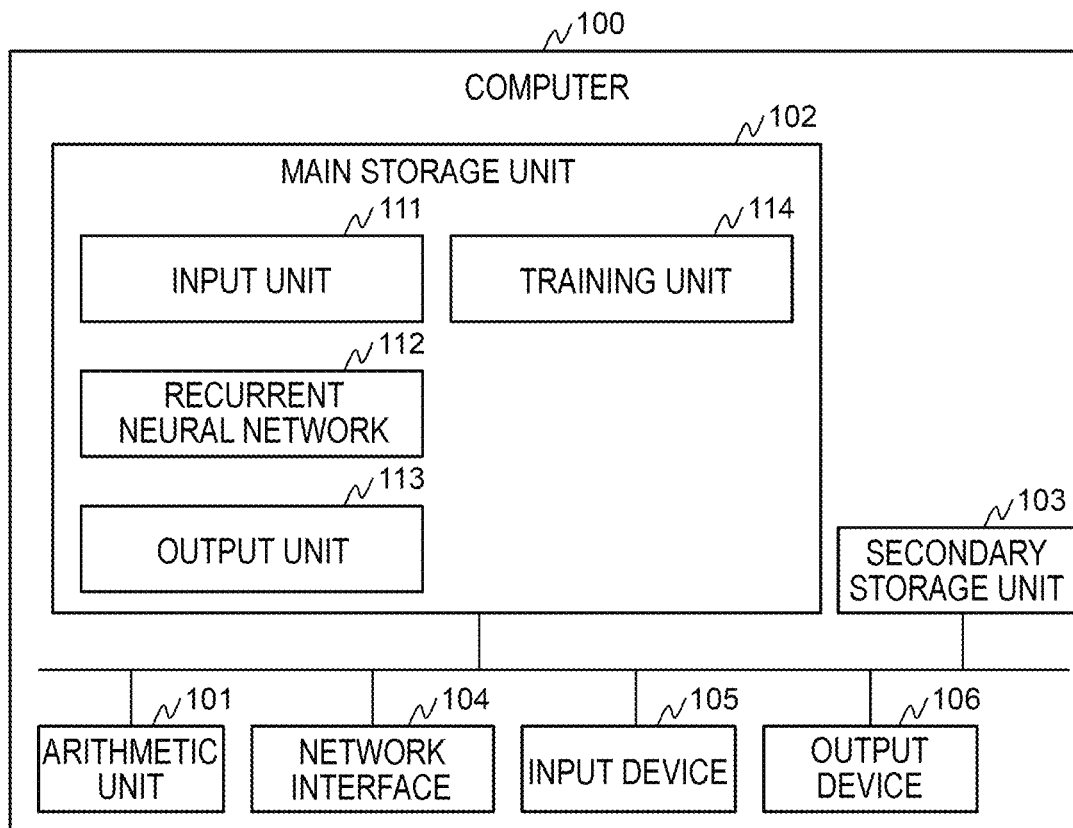 100
COMPUTER
102
MAIN STORAGE UNIT
111
INPUT UNIT
114
TRAINING UNIT
112
RECURRENT
NEURAL NETWORK
113
OUTPUT UNIT
103
SECONDARY
STORAGE UNIT
101
ARITHMETIC
UNIT
104
NETWORK
INTERFACE
105
INPUT DEVICE
106
OUTPUT
DEVICE